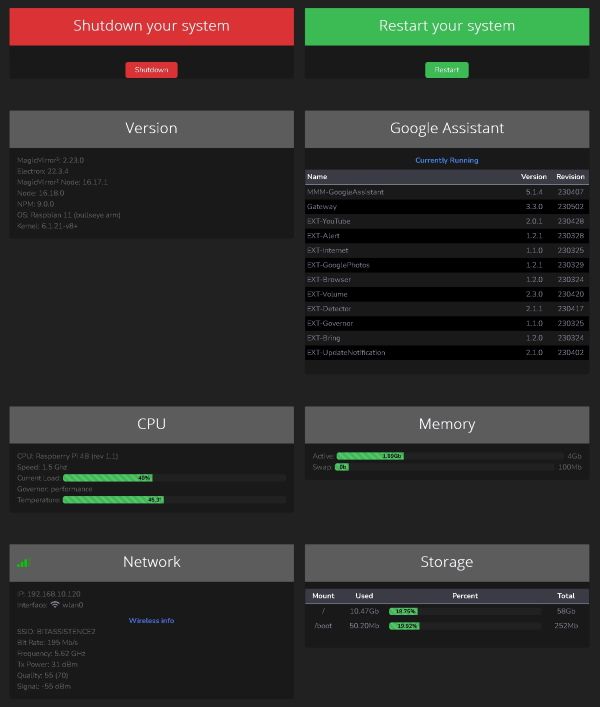 Shutdown your system
Shutdown
Restart your system
Restart
Version
MagicMirror²: 2.23.0
Electron: 22.3.4
MagicMirror² Node: 16.17.1
Node: 16.18.0
NPM: 9.0.0
OS: Raspbian 11 (bullseye arm)
Kernel: 6.1.21-v8+
Google Assistant
Currently Running
Name Version Revision
MMM-GoogleAssistant 5.1.4 230407
Gateway 3.3.0 230502
EXT-YouTube 2.0.1 230428
EXT-Alert 1.2.1 230328
EXT-Internet 1.1.0 230325
EXT-GooglePhotos 1.2.1 230329
EXT-Browser 1.2.0 230324
EXT-Volume 2.3.0 230420
EXT-Detector 2.1.1 230417
EXT-Governor 1.1.0 230325
EXT-Bring 1.2.0 230324
EXT-UpdateNotification 2.1.0 230402
CPU
CPU: Raspberry Pi 4B (rev 1.1)
Speed: 1.5 Ghz
Current Load: 40%
Governor: performance
Temperature: 45.3°
Memory
Active: 1.89Gb 4Gb
Swap: 0b 100Mb
Network
IP: 192.168.10.120
Interface: wlan0
Wireless info
SSID: BITASSISTENCE2
Bit Rate: 195 Mb/s
Frequency: 5.62 GHz
Tx Power: 31 dBm
Quality: 55 (70)
Signal: -55 dBm
Storage
Mount Used Percent Total
/ 10.47Gb 18.75% 58Gb
/boot 50.20Mb 19.92% 252Mb